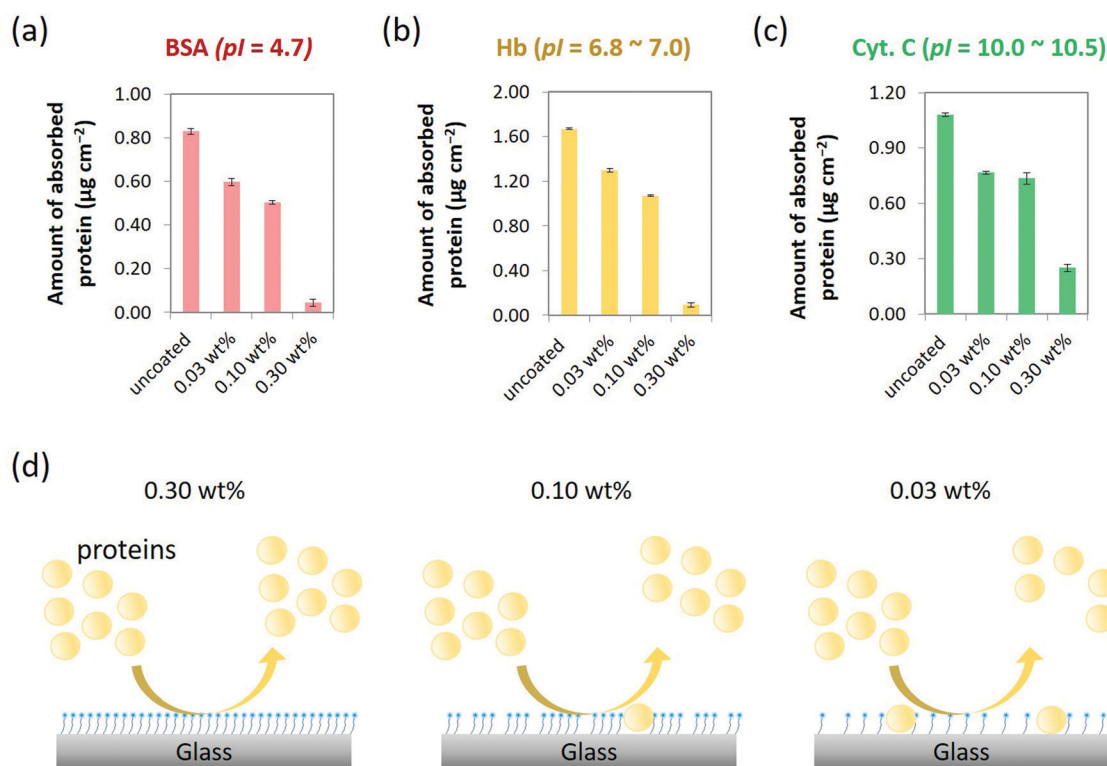 (a)
BSA (pI = 4.7)
Amount of absorbed
protein (µg cm⁻²)
1.00
0.80
0.60
0.40
0.20
0.00
uncoated
0.03 wt%
0.10 wt%
0.30 wt%
(b)
Hb (pI = 6.8 ~ 7.0)
Amount of absorbed
protein (µg cm⁻²)
2.00
1.60
1.20
0.80
0.40
0.00
uncoated
0.03 wt%
0.10 wt%
0.30 wt%
(c)
Cyt. C (pI = 10.0 ~ 10.5)
Amount of absorbed
protein (µg cm⁻²)
1.20
0.90
0.60
0.30
0.00
uncoated
0.03 wt%
0.10 wt%
0.30 wt%
(d)
0.30 wt%
proteins
Glass
0.10 wt%
Glass
0.03 wt%
Glass